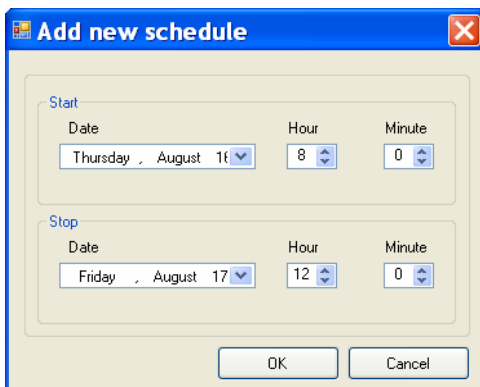 Add new schedule
Start
Date Hour Minute
Thursday , August 16 8 0
Stop
Date Hour Minute
Friday , August 17 12 0
OK Cancel